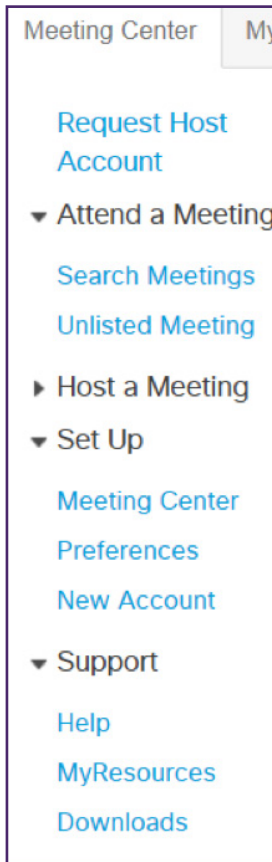 Meeting Center My
Request Host
Account
Attend a Meeting
Search Meetings
Unlisted Meeting
Host a Meeting
Set Up
Meeting Center
Preferences
New Account
Support
Help
MyResources
Downloads